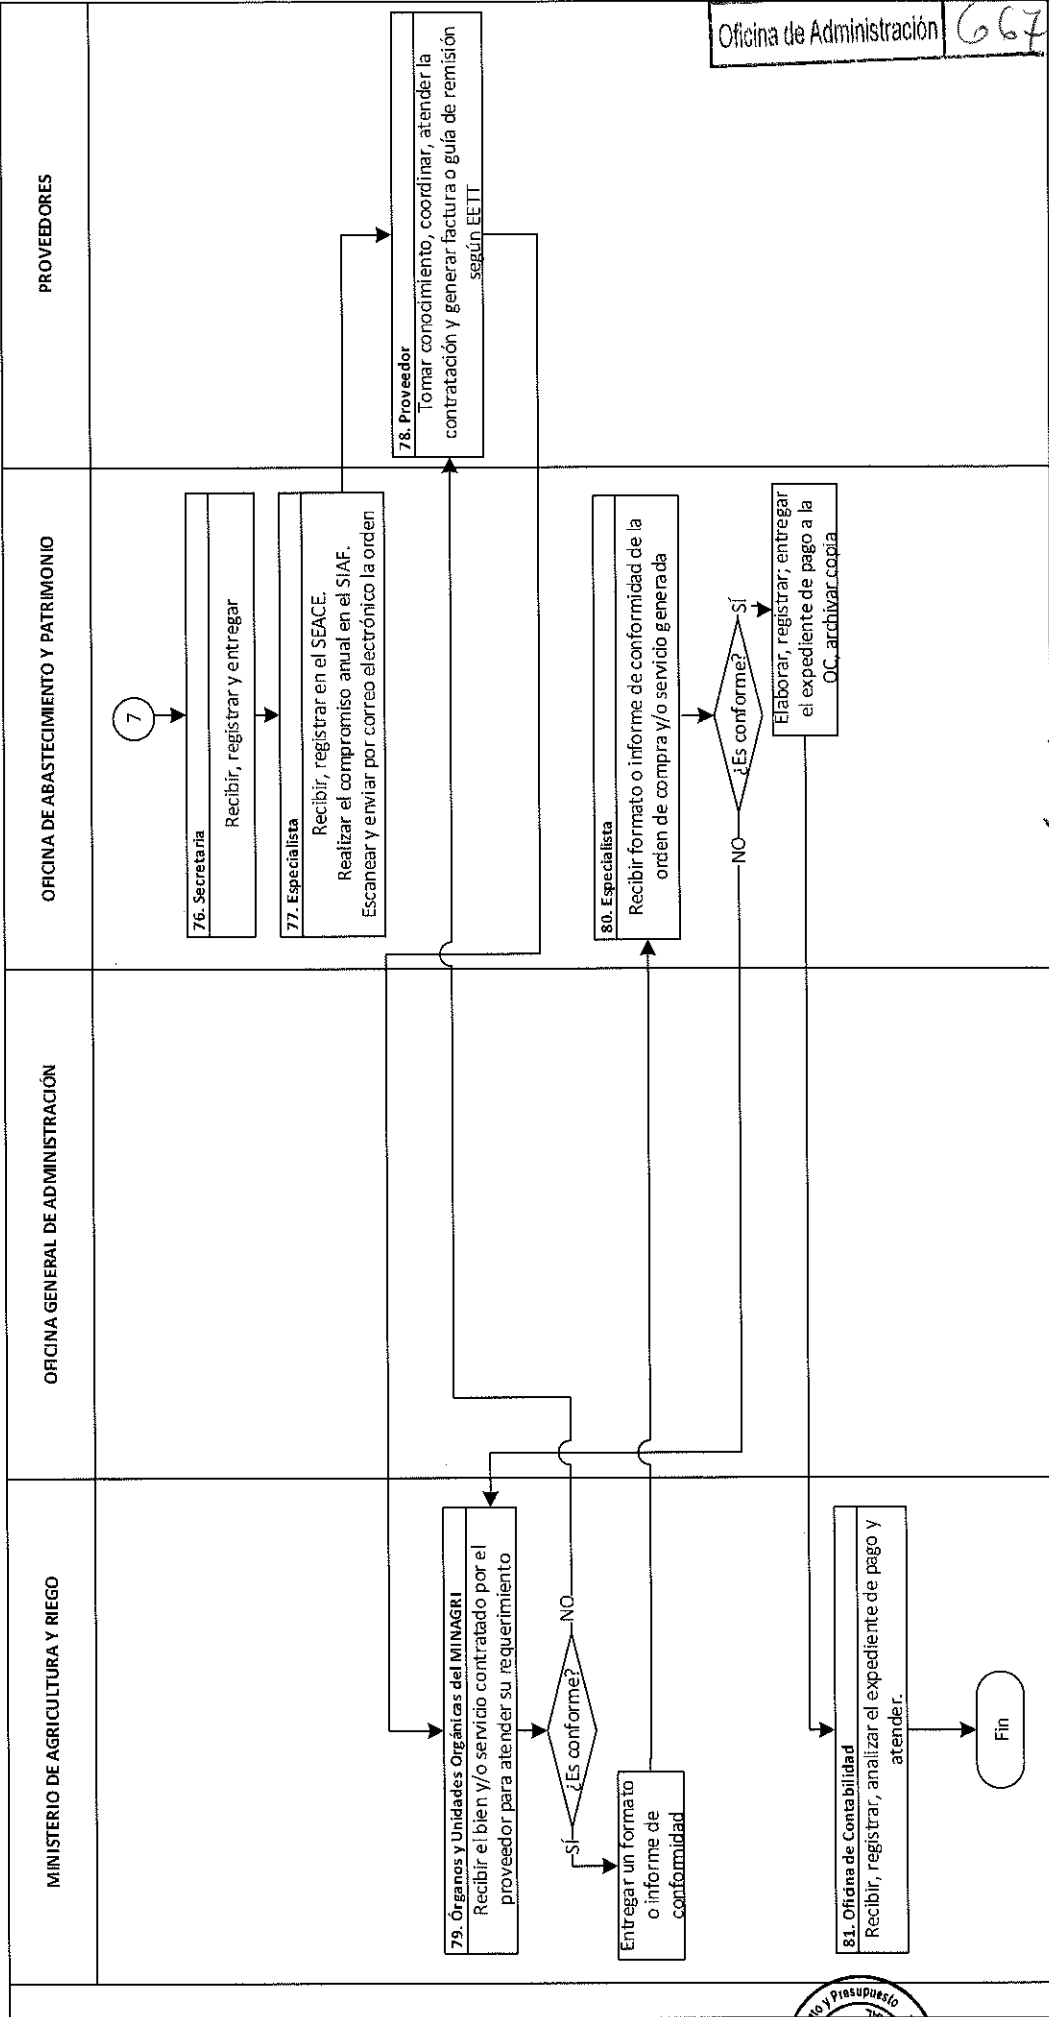 MINISTERIO DE AGRICULTURA Y RIEGO
OFICINA GENERAL DE ADMINISTRACIÓN
OFICINA DE ABASTECIMIENTO Y PATRIMONIO
PROVEEDORES
7
76. Secretaria
Recibir, registrar y entregar
77. Especialista
Recibir, registrar en el SEACE.
Realizar el compromiso anual en el SIAF.
Escanear y enviar por correo electrónico la orden
78. Proveedor
Tomar conocimiento, coordinar, atender la
contratación y generar factura o guía de remisión
según EETT
79. Órganos y Unidades Orgánicas del MINAGRI
Recibir el bien y/o servicio contratado por el
proveedor para atender su requerimiento
¿Es conforme?
SÍ
NO
Entregar un formato
o informe de
conformidad
80. Especialista
Recibir formato o informe de conformidad de la
orden de compra y/o servicio generada
¿Es conforme?
NO
SÍ
Elaborar, registrar; entregar
el expediente de pago a la
OC, archivar copia
81. Oficina de Contabilidad
Recibir, registrar, analizar el expediente de pago y
atender.
Fin
Oficina de Administración
667
y Presupuesto